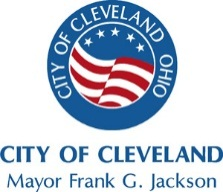 CITY OF CLEVELAND OHIO
CITY OF CLEVELAND
Mayor Frank G. Jackson